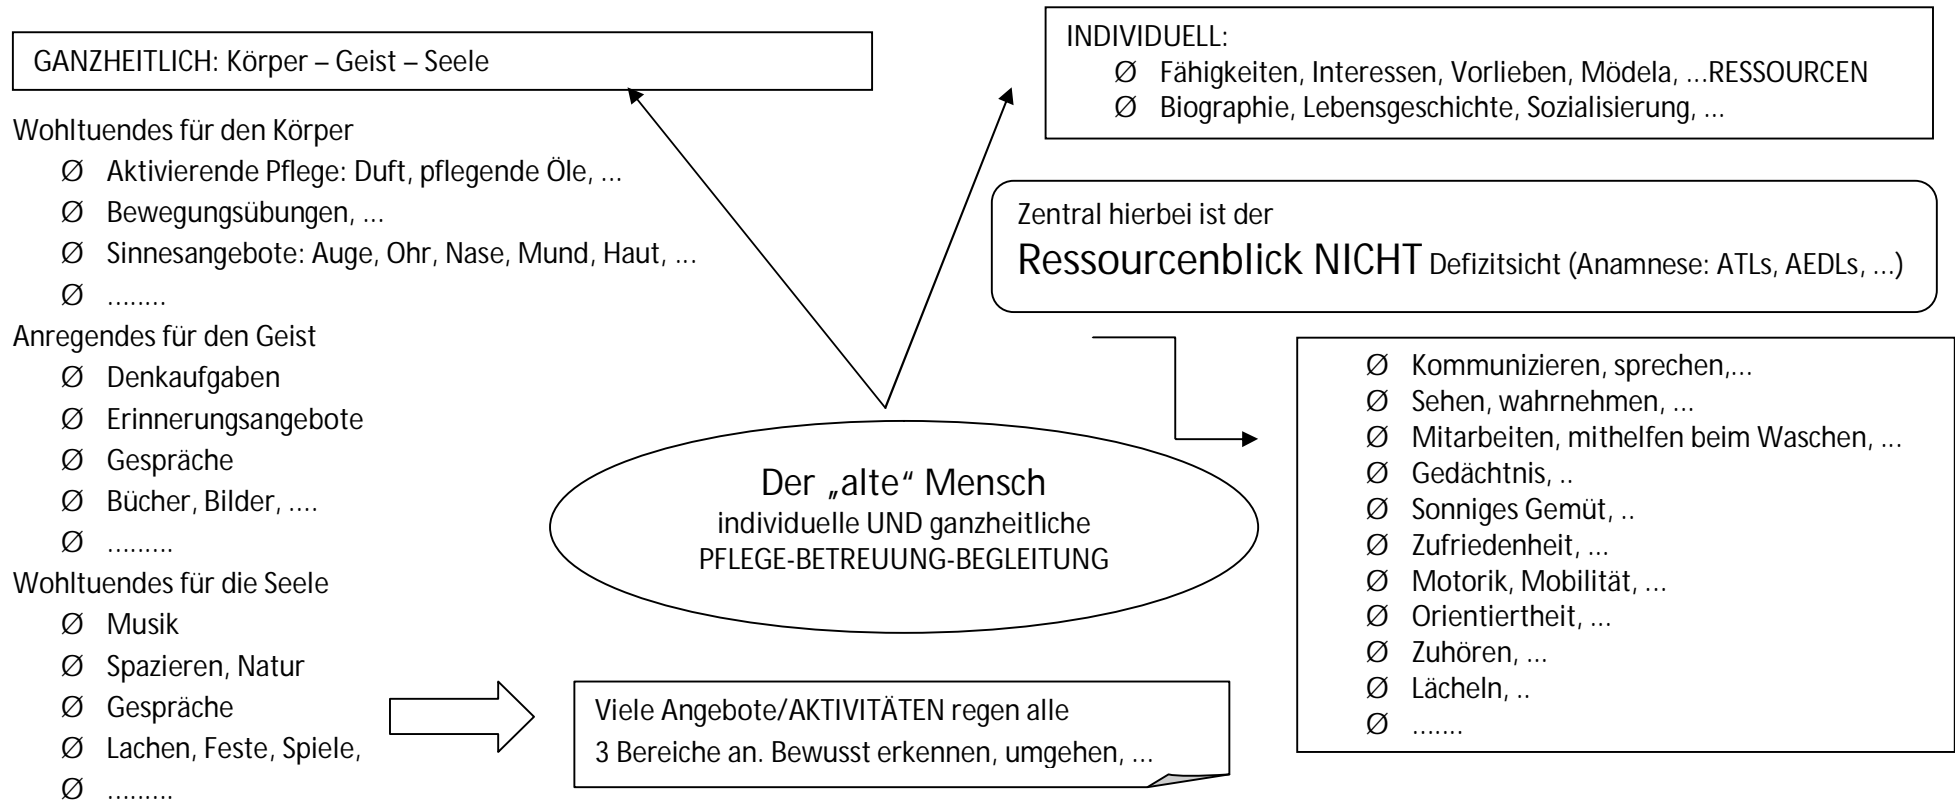 GANZHEITLICH: Körper – Geist – Seele
Wohltuendes für den Körper
Ø Aktivierende Pflege: Duft, pflegende Öle, ...
Ø Bewegungsübungen, ...
Ø Sinnesangebote: Auge, Ohr, Nase, Mund, Haut, ...
Ø ........
Anregendes für den Geist
Ø Denkaufgaben
Ø Erinnerungsangebote
Ø Gespräche
Ø Bücher, Bilder, ....
Ø .........
Wohltuendes für die Seele
Ø Musik
Ø Spazieren, Natur
Ø Gespräche
Ø Lachen, Feste, Spiele,
Ø .........
INDIVIDUELL:
Ø Fähigkeiten, Interessen, Vorlieben, Mödela, ...RESSOURCEN
Ø Biographie, Lebensgeschichte, Sozialisierung, ...
Zentral hierbei ist der
Ressourcenblick NICHT Defizitsicht (Anamnese: ATLs, AEDLs, ...)
Ø Kommunizieren, sprechen,...
Ø Sehen, wahrnehmen, ...
Ø Mitarbeiten, mithelfen beim Waschen, ...
Ø Gedächtnis, ..
Ø Sonniges Gemüt, ..
Ø Zufriedenheit, ...
Ø Motorik, Mobilität, ...
Ø Orientiertheit, ...
Ø Zuhören, ...
Ø Lächeln, ..
Ø .......
Der „alte“ Mensch
individuelle UND ganzheitliche
PFLEGE-BETREUUNG-BEGLEITUNG
Viele Angebote/AKTIVITÄTEN regen alle
3 Bereiche an. Bewusst erkennen, umgehen, ...